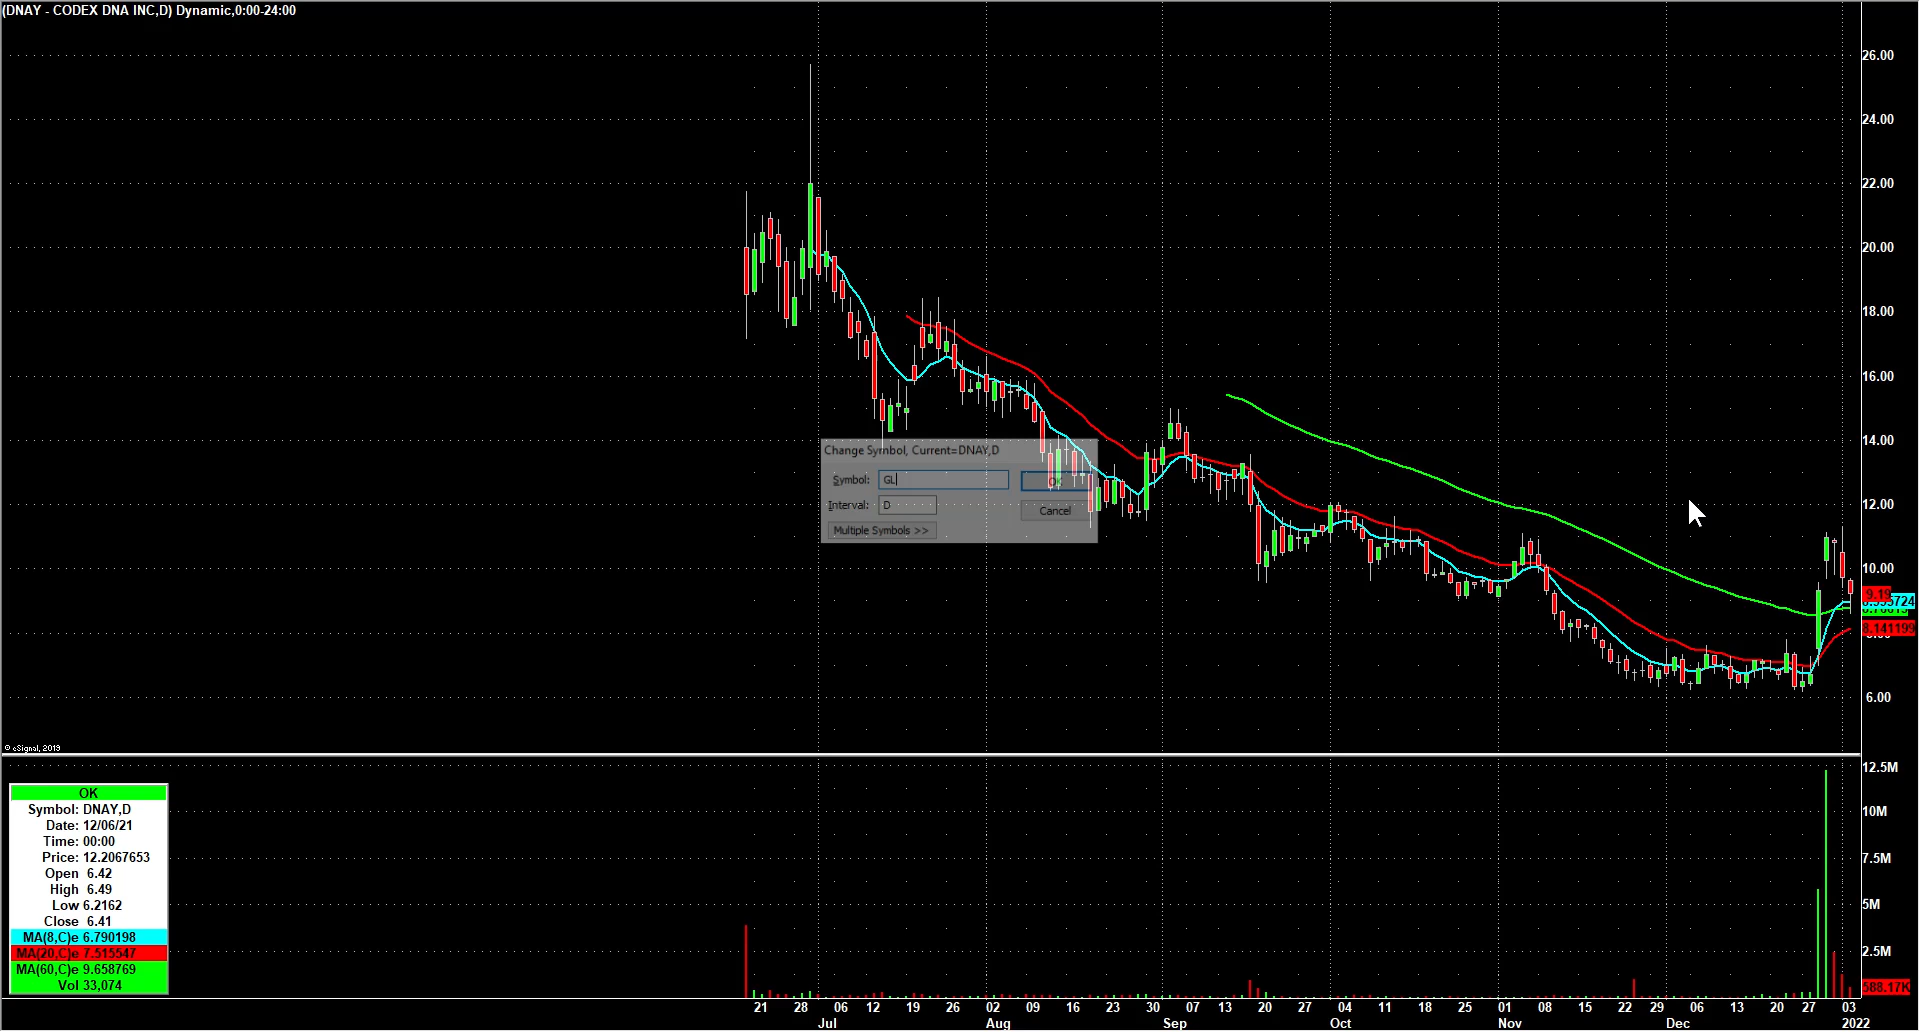 (DNAY - CODEX DNA INC,D) Dynamic,0:00-24:00
26.00
24.00
22.00
20.00
18.00
16.00
14.00
Change Symbol, Current=DNAY,D
Symbol: GL
OK
Interval: D
Cancel
Multiple Symbols >>
12.00
10.00
9.19
8.141199
6.00
© eSignal, 2019
12.5M
10M
7.5M
5M
2.5M
588.17K
OK
Symbol: DNAY,D
Date: 12/06/21
Time: 00:00
Price: 12.2067653
Open 6.42
High 6.49
Low 6.2162
Close 6.41
MA(8,C)e 6.790198
MA(20,C)e 7.515547
MA(60,C)e 9.658769
Vol 33,074
21 28 06 12 19 26 02 09 16 23 30 07 13 20 27 04 11 18 25 01 08 15 22 29 06 13 20 27 03
Jul Aug Sep Oct Nov Dec 2022